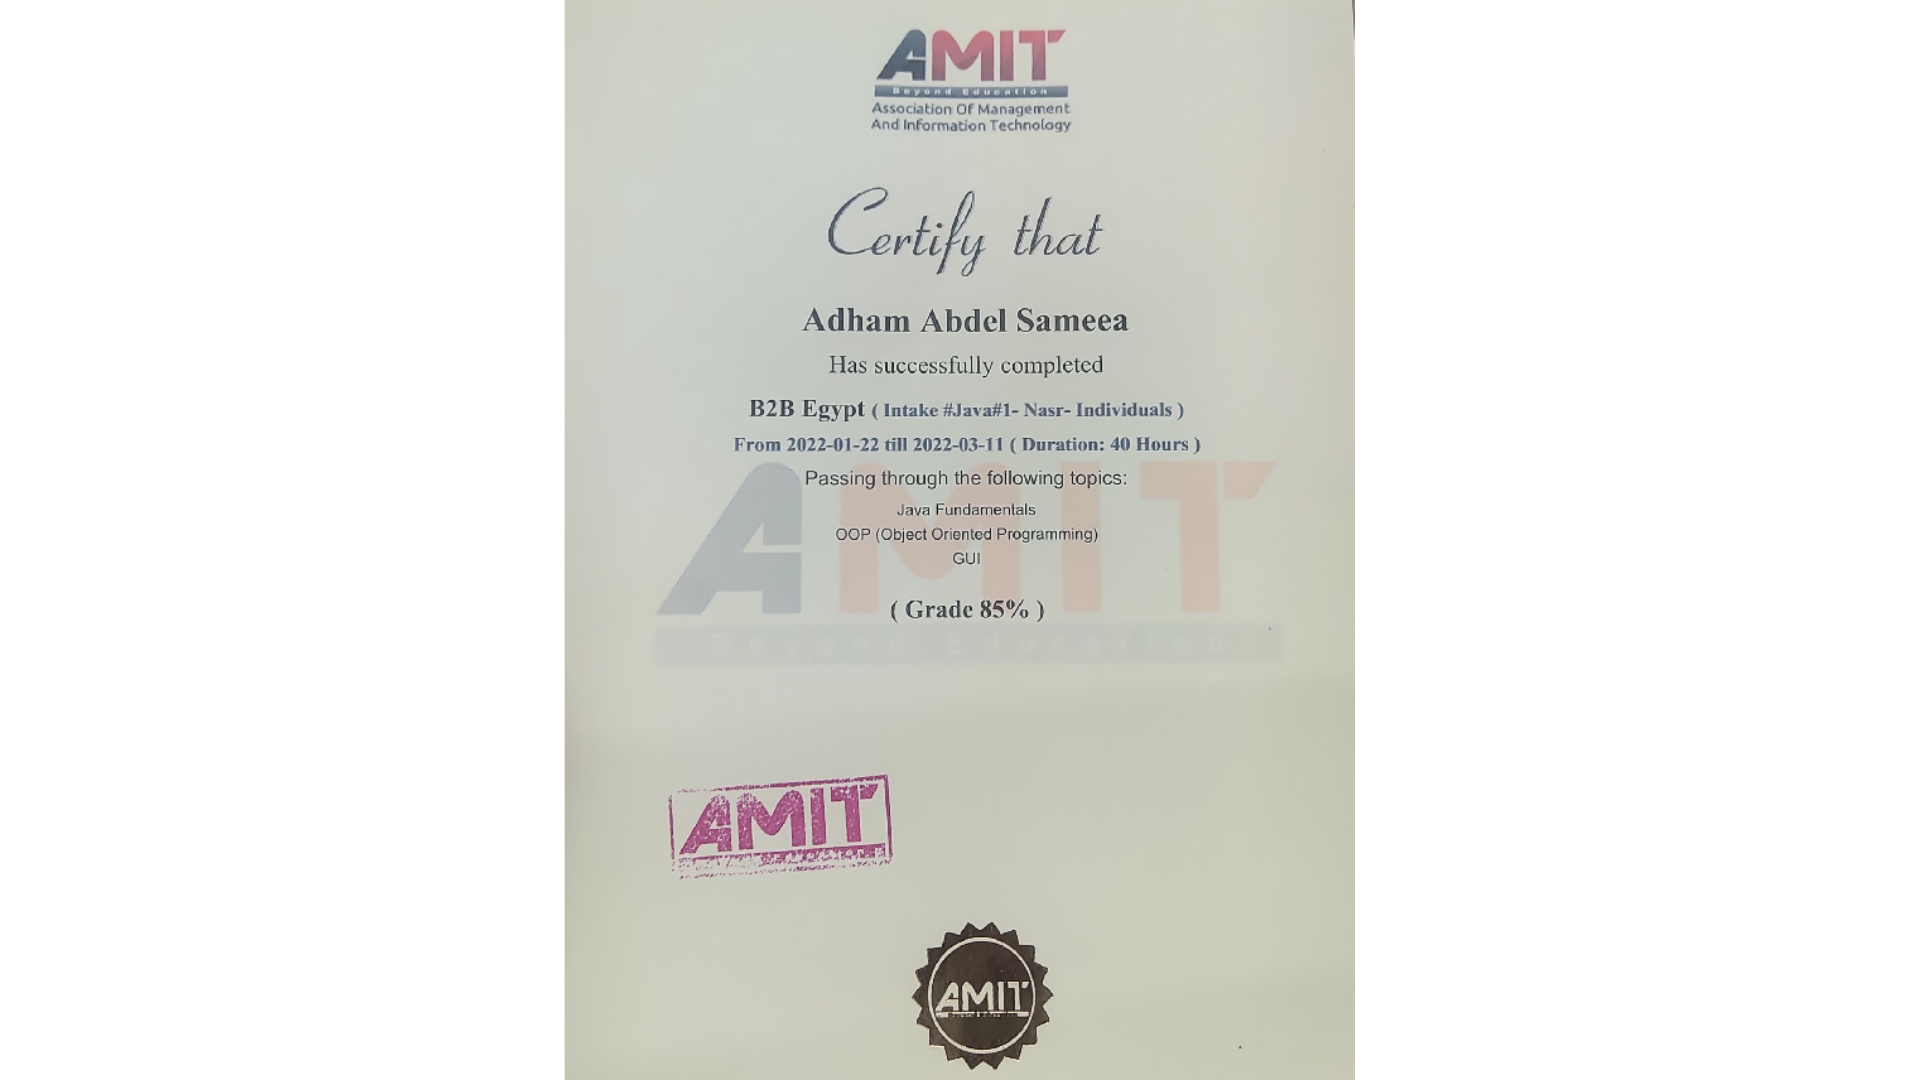 AMIT
Beyond Education
Association Of Management
And Information Technology
Certify that
Adham Abdel Sameea
Has successfully completed
B2B Egypt ( Intake #Java#1- Nasr- Individuals )
From 2022-01-22 till 2022-03-11 ( Duration: 40 Hours )
Passing through the following topics:
Java Fundamentals
OOP (Object Oriented Programming)
GUI
( Grade 85% )
AMIT
Beyond Education
AMIT
AMIT
Beyond Education